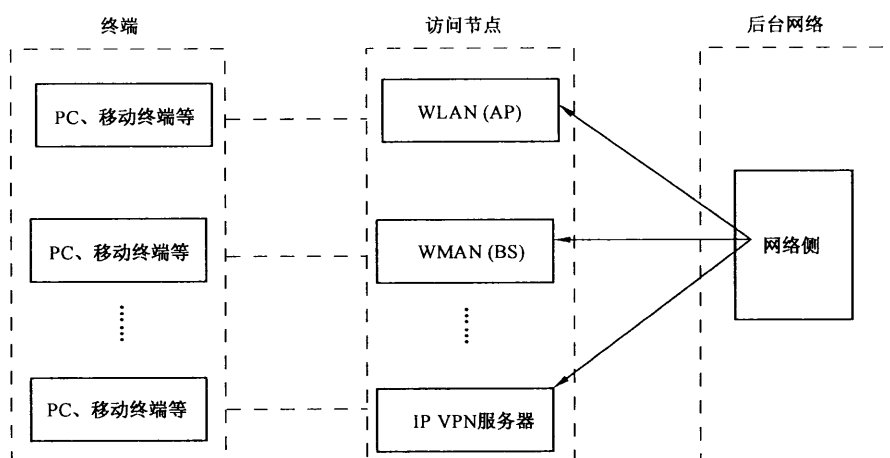 终端
访问节点
后台网络
PC、移动终端等
WLAN (AP)
PC、移动终端等
WMAN (BS)
网络侧
PC、移动终端等
IP VPN服务器